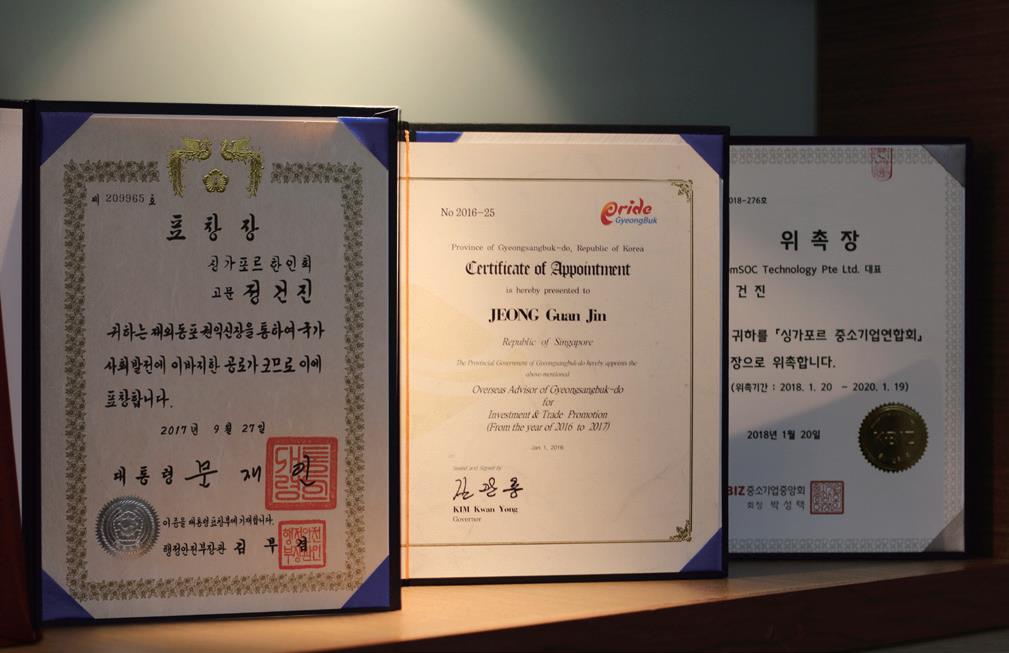 제 209965 호
표 창 장
싱가포르 한인회
고문 정건진
귀하는 재외동포 권익신장을 통하여 국가
사회발전에 이바지한 공로가 크므로 이에
표창합니다.
2017년 9월 27일
대통령 문 재 인
이 증을 대통령표창부에 기재합니다.
행정안전부장관 김 부 겸
No 2016-25
Pride
GyeongBuk
Province of Gyeongsangbuk-do, Republic of Korea
Certificate of Appointment
is hereby presented to
JEONG Guan Jin
Republic of Singapore
The Provincial Government of Gyeongsangbuk-do hereby appoints the
above-mentioned
Overseas Advisor of Gyeongsangbuk-do
for
Investment & Trade Promotion
(From the year of 2016 to 2017)
Jan 1, 2016
Sealed and Signed by
김관용
KIM Kwan Yong
Governor
018-276호
위 촉 장
mSOC Technology Pte Ltd. 대표
건 진
귀하를 「싱가포르 중소기업연합회」
장으로 위촉합니다.
(위촉기간 : 2018. 1. 20 ~ 2020. 1. 19)
2018년 1월 20일
KBIZ
BIZ 중소기업중앙회
회장 박성택